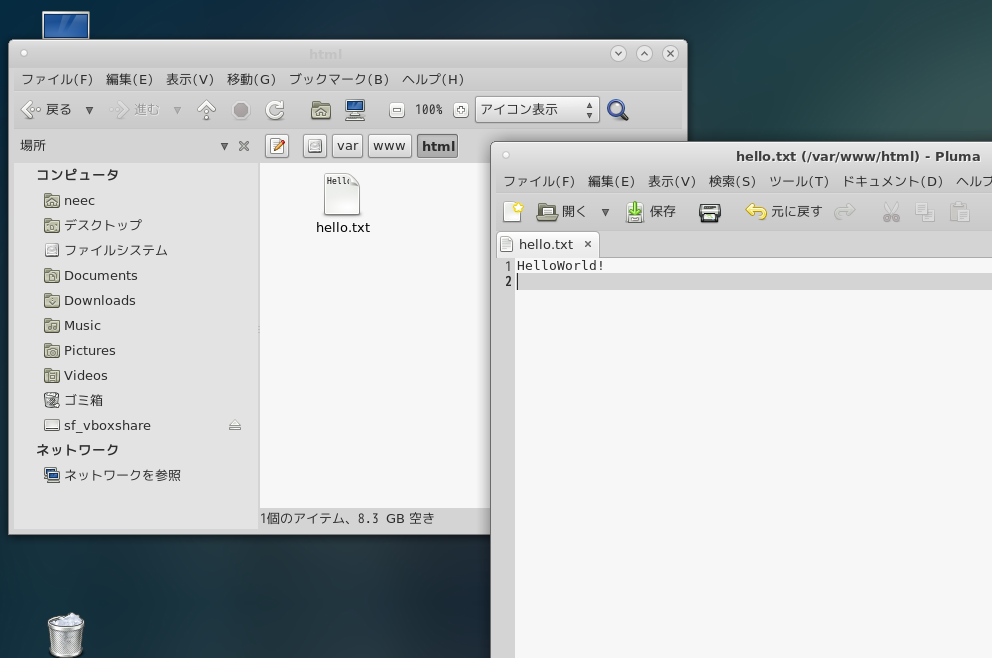 html
ファイル(F) 編集(E) 表示(V) 移動(G) ブックマーク(B) ヘルプ(H)
戻る 進む 100% アイコン表示
場所 var www html
コンピュータ
neec
デスクトップ
ファイルシステム
Documents
Downloads
Music
Pictures
Videos
ゴミ箱
sf_vboxshare
ネットワーク
ネットワークを参照
Hello
hello.txt
1個のアイテム、8.3 GB 空き
hello.txt (/var/www/html) - Pluma
ファイル(F) 編集(E) 表示(V) 検索(S) ツール(T) ドキュメント(D) ヘルプ
開く 保存 元に戻す
hello.txt
1 HelloWorld!
2